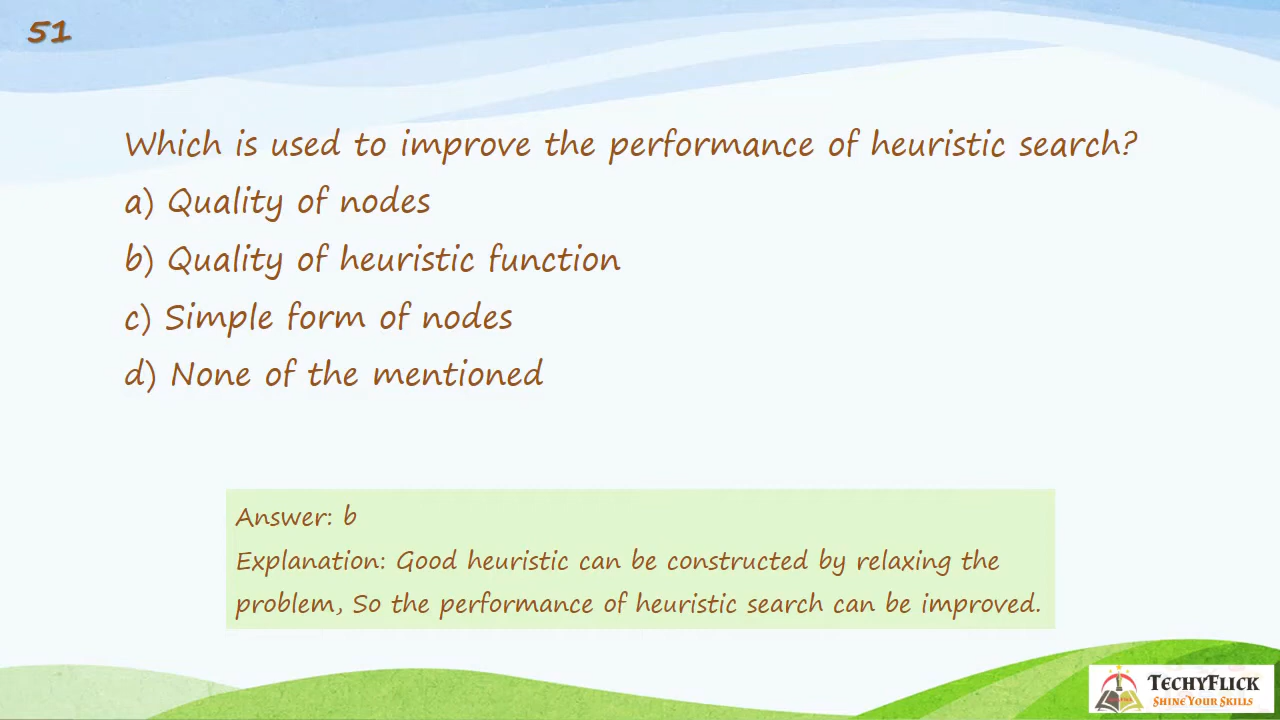 51
Which is used to improve the performance of heuristic search?
a) Quality of nodes
b) Quality of heuristic function
c) Simple form of nodes
d) None of the mentioned
Answer: b
Explanation: Good heuristic can be constructed by relaxing the
problem, So the performance of heuristic search can be improved.
TECHYFLICK
SHINE YOUR SKILLS